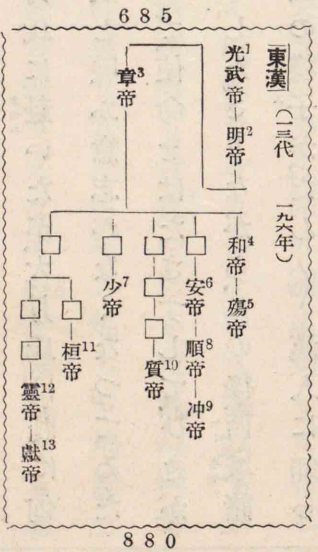 685
東漢
(一三代 一九六年)
光武帝1
明帝2
章帝3
和帝4
殤帝5
安帝6
順帝8
冲帝9
質帝10
少帝7
桓帝11
靈帝12
獻帝13
880